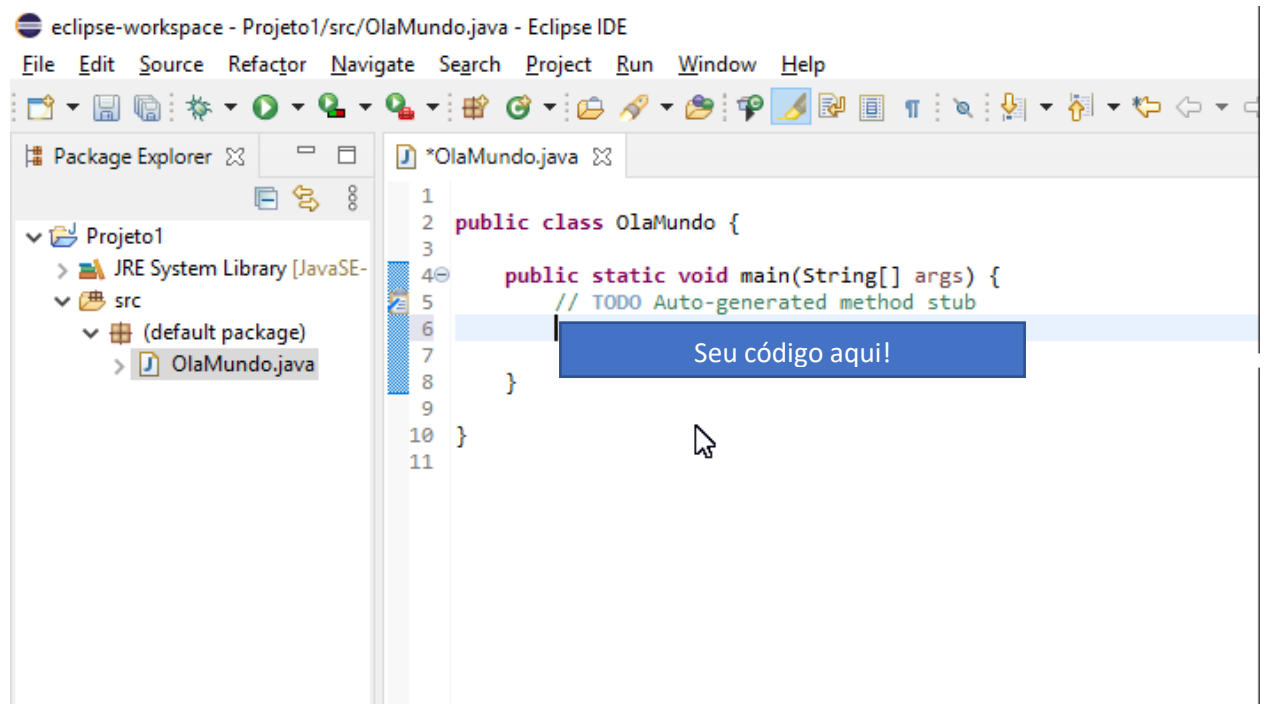 eclipse-workspace - Projeto1/src/OlaMundo.java - Eclipse IDE
File Edit Source Refactor Navigate Search Project Run Window Help
Package Explorer
*OlaMundo.java
Projeto1
JRE System Library [JavaSE-
src
(default package)
OlaMundo.java
1
2 public class OlaMundo {
3
4 public static void main(String[] args) {
5 // TODO Auto-generated method stub
6
Seu código aqui!
7
8 }
9
10 }
11